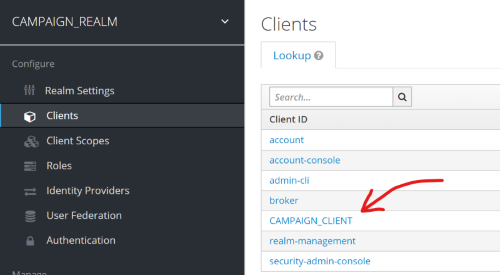 CAMPAIGN_REALM
Configure
Realm Settings
Clients
Client Scopes
Roles
Identity Providers
User Federation
Authentication
Manage
Clients
Lookup
Search...
Client ID
account
account-console
admin-cli
broker
CAMPAIGN_CLIENT
realm-management
security-admin-console